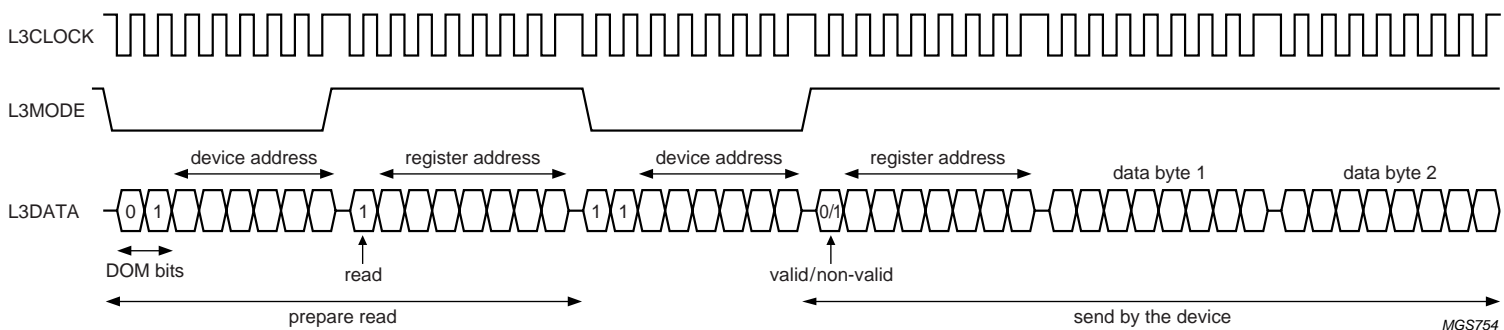 L3CLOCK
L3MODE
device address
register address
device address
register address
data byte 1
data byte 2
L3DATA
0 1
1
1 1
0/1
DOM bits
read
valid/non-valid
prepare read
send by the device
MGS754